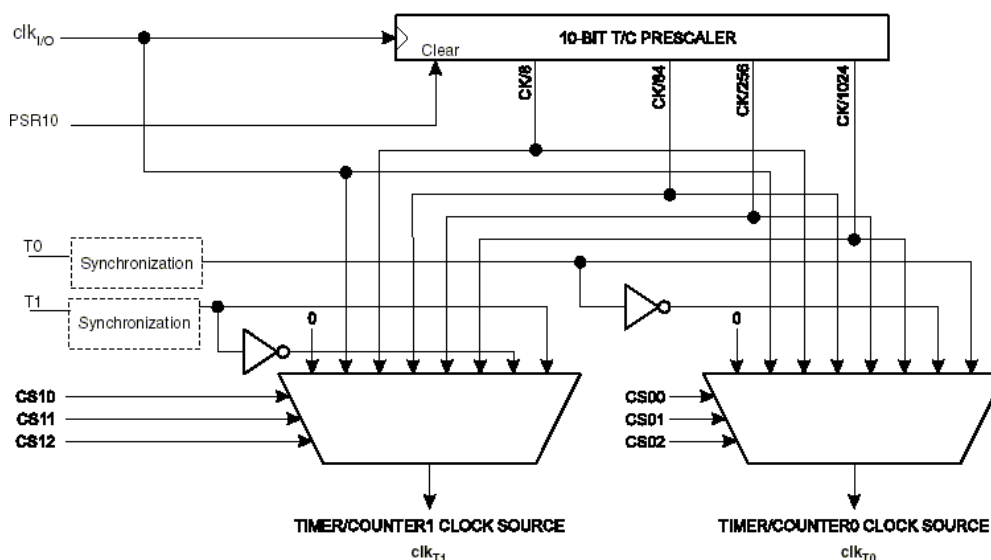 clkI/O
10-BIT T/C PRESCALER
Clear
PSR10
CK/8
CK/64
CK/256
CK/1024
T0
Synchronization
T1
Synchronization
0
0
CS10
CS11
CS12
CS00
CS01
CS02
TIMER/COUNTER1 CLOCK SOURCE
clkT1
TIMER/COUNTER0 CLOCK SOURCE
clkT0